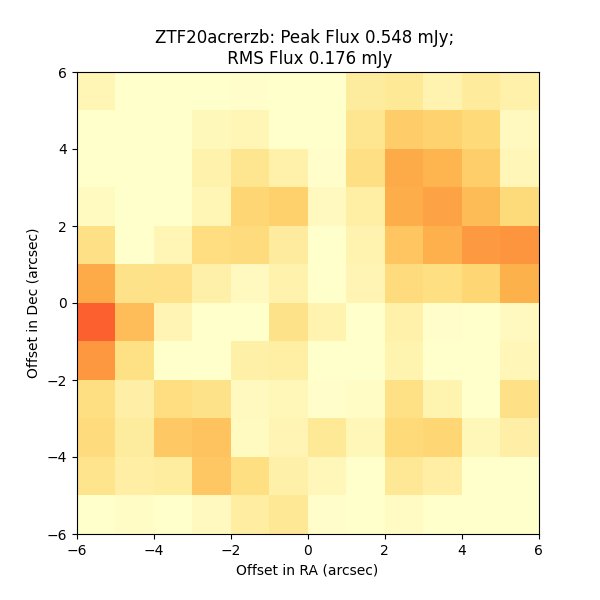 ZTF20acrerzb: Peak Flux 0.548 mJy;
RMS Flux 0.176 mJy
6
4
2
0
−2
−4
−6
Offset in Dec (arcsec)
−6 −4 −2 0 2 4 6
Offset in RA (arcsec)